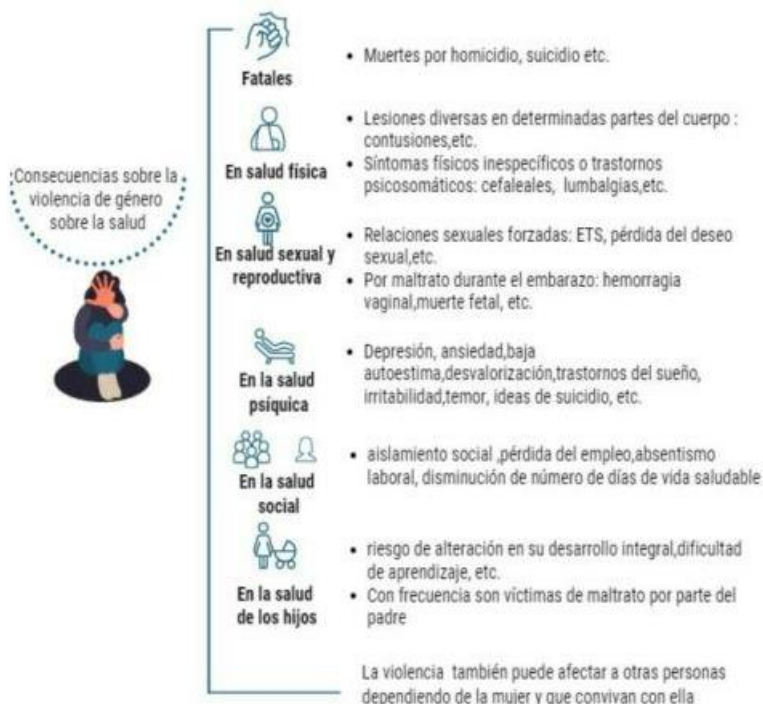 Consecuencias sobre la
violencia de género
sobre la salud
Fatales
• Muertes por homicidio, suicidio etc.
En salud física
• Lesiones diversas en determinadas partes del cuerpo :
contusiones,etc.
• Síntomas físicos inespecíficos o trastornos
psicosomáticos: cefaleales, lumbalgias,etc.
En salud sexual y
reproductiva
• Relaciones sexuales forzadas: ETS, pérdida del deseo
sexual,etc.
• Por maltrato durante el embarazo: hemorragia
vaginal,muerte fetal, etc.
En la salud
psíquica
• Depresión, ansiedad,baja
autoestima,desvalorización,trastornos del sueño,
irritabilidad,temor, ideas de suicidio, etc.
En la salud
social
• aislamiento social ,pérdida del empleo,absentismo
laboral, disminución de número de días de vida saludable
En la salud
de los hijos
• riesgo de alteración en su desarrollo integral,dificultad
de aprendizaje, etc.
• Con frecuencia son víctimas de maltrato por parte del
padre
La violencia también puede afectar a otras personas
dependiendo de la mujer y que convivan con ella